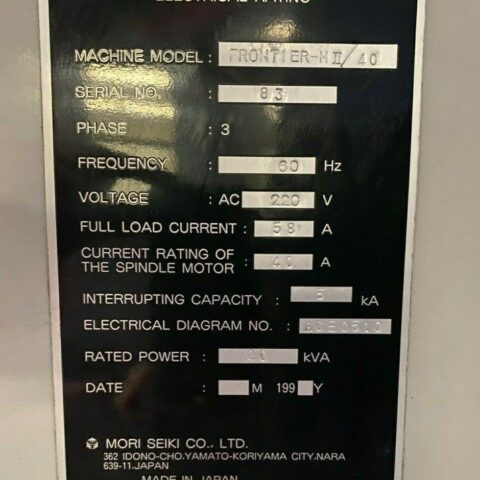 ELECTRICAL RATING
MACHINE MODEL : FRONTIER-MⅡ/40
SERIAL NO. : 83
PHASE : 3
FREQUENCY : 60 Hz
VOLTAGE : AC 220 V
FULL LOAD CURRENT : 58 A
CURRENT RATING OF
THE SPINDLE MOTOR : 40 A
INTERRUPTING CAPACITY : 5 kA
ELECTRICAL DIAGRAM NO. :
RATED POWER : 20 kVA
DATE : M 199 Y
MORI SEIKI CO., LTD.
362 IDONO-CHO,YAMATO-KORIYAMA CITY,NARA
639-11.JAPAN
MADE IN JAPAN